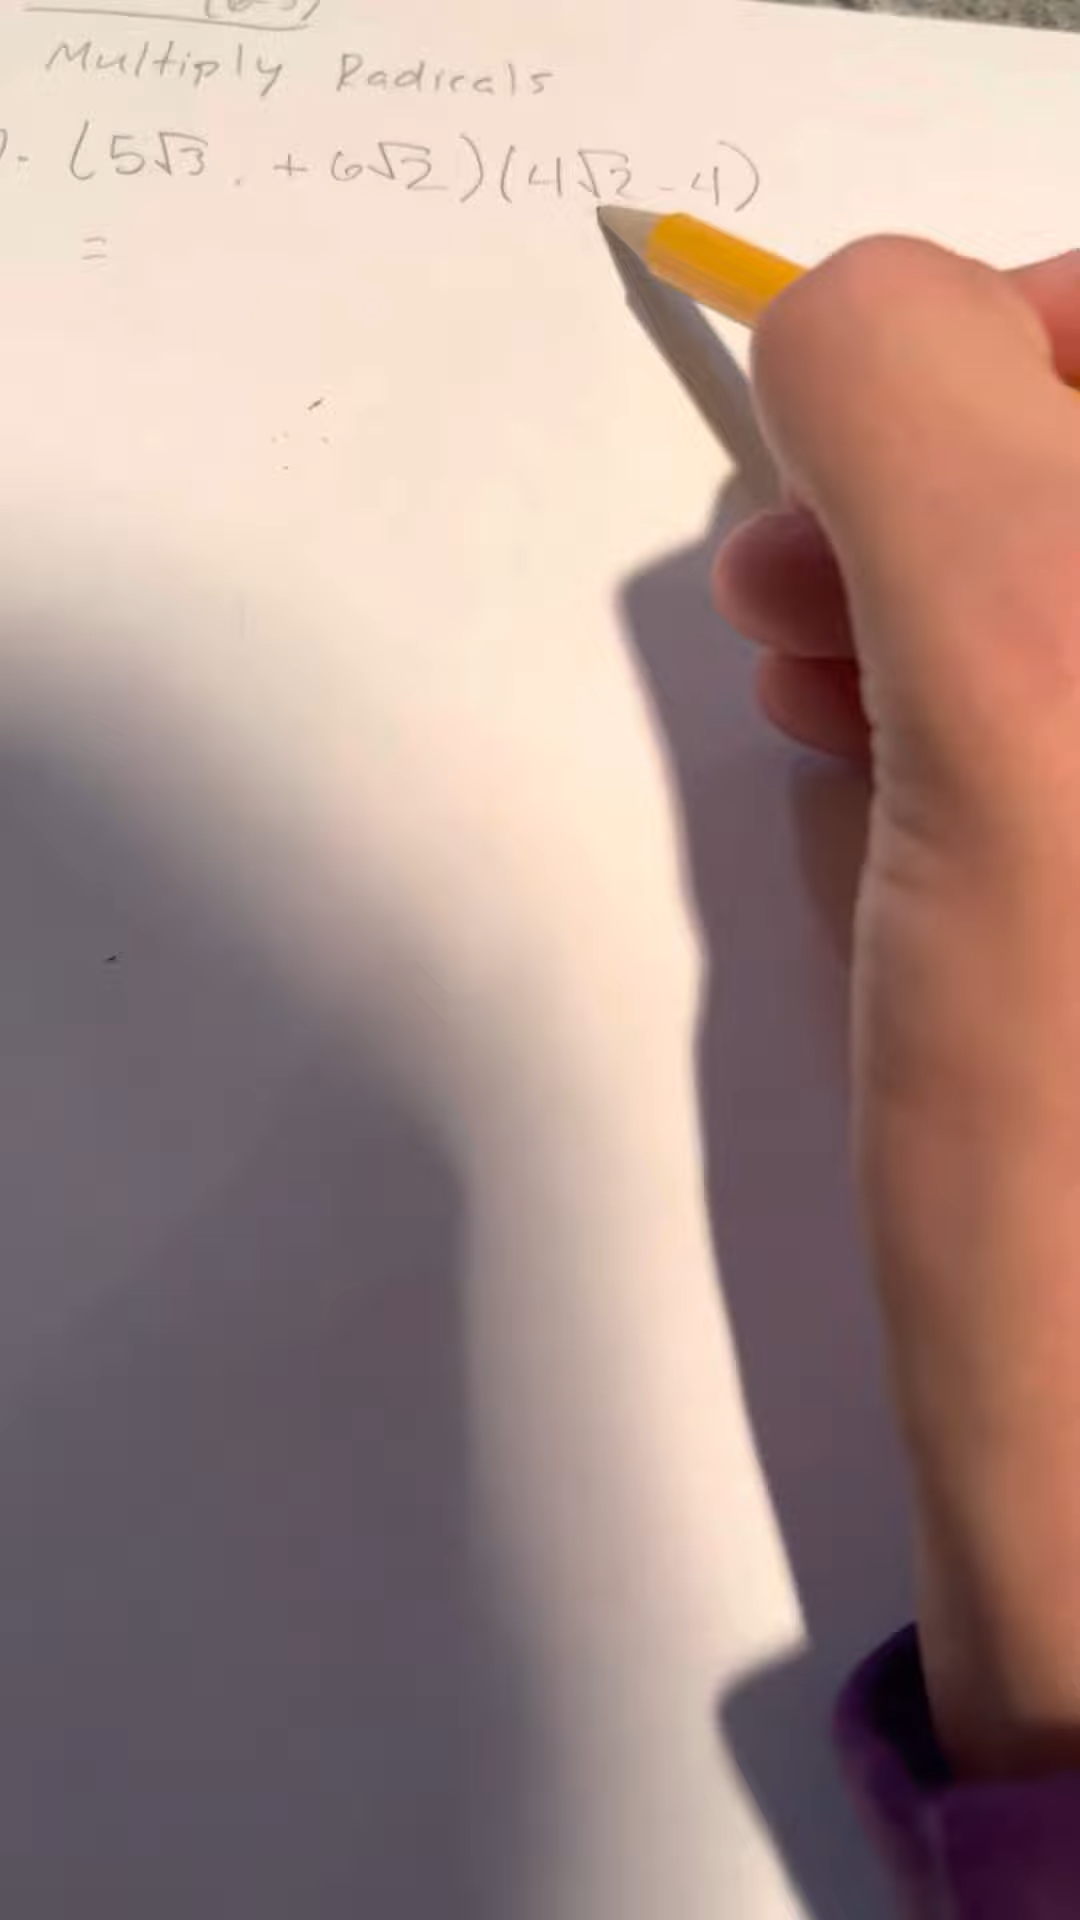 Multiply Radicals
(5√3 + 6√2)(4√2 - 4)
=